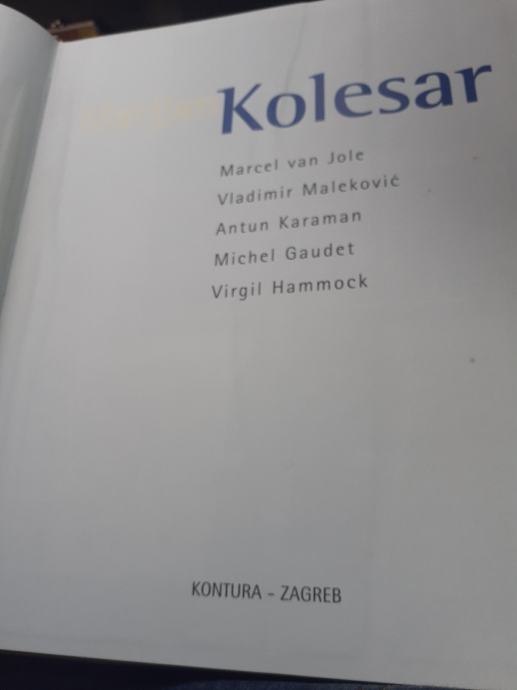 Kolesar
Marcel van Jole
Vladimir Maleković
Antun Karaman
Michel Gaudet
Virgil Hammock
KONTURA - ZAGREB